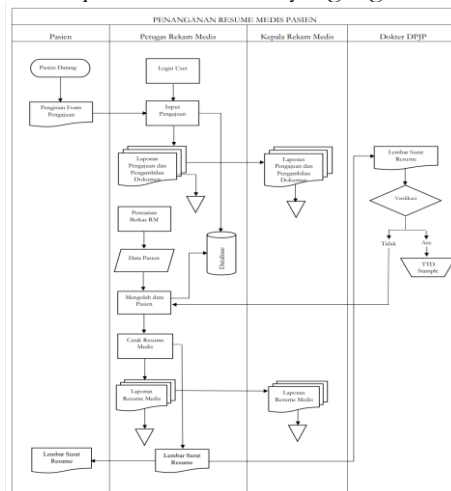 PENANGANAN RESUME MEDIS PASIEN
Pasien
Petugas Rekam Medis
Kepala Rekam Medis
Dokter DPJP
Pasien Datang
Login User
Pengisian Form
Pengajuan
Input
Pengajuan
Laporan
Pengajuan dan
Pengambilan
Dokumen
Laporan
Pengajuan dan
Pengambilan
Dokumen
Lembar Surat
Resume
Verifikasi
Tidak
Acc
TTD
Stample
Pencarian
Berkas RM
Database
Data Pasien
Mengolah data
Pasien
Cetak Resume
Medis
Laporan
Resume Medis
Laporan
Resume Medis
Lembar Surat
Resume
Lembar Surat
Resume